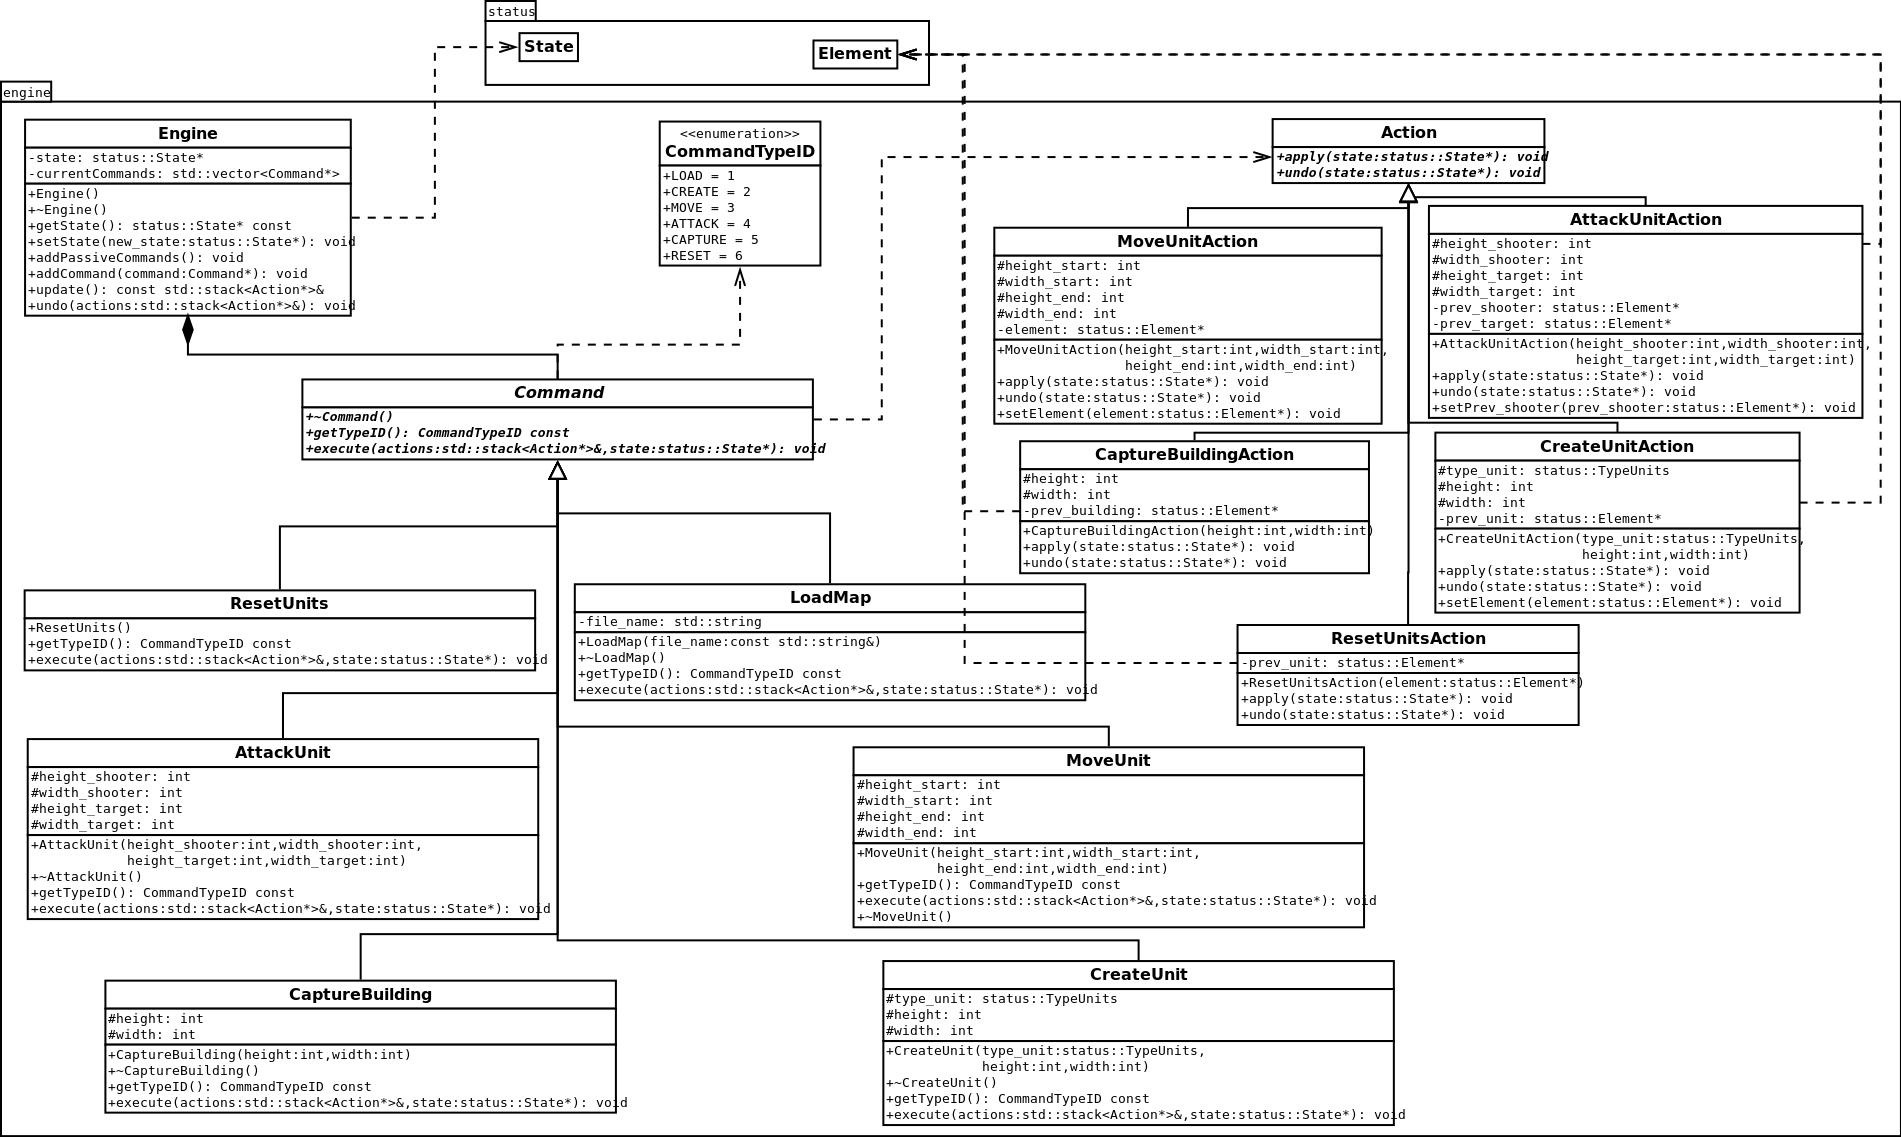 status
State
Element
engine
Engine
-state: status::State*
-currentCommands: std::vector<Command*>
+Engine()
+~Engine()
+getState(): status::State* const
+setState(new_state:status::State*): void
+addPassiveCommands(): void
+addCommand(command:Command*): void
+update(): const std::stack<Action*>&
+undo(actions:std::stack<Action*>&): void
<<enumeration>>
CommandTypeID
+LOAD = 1
+CREATE = 2
+MOVE = 3
+ATTACK = 4
+CAPTURE = 5
+RESET = 6
Action
+apply(state:status::State*): void
+undo(state:status::State*): void
MoveUnitAction
#height_start: int
#width_start: int
#height_end: int
#width_end: int
-element: status::Element*
+MoveUnitAction(height_start:int,width_start:int,
height_end:int,width_end:int)
+apply(state:status::State*): void
+undo(state:status::State*): void
+setElement(element:status::Element*): void
AttackUnitAction
#height_shooter: int
#width_shooter: int
#height_target: int
#width_target: int
-prev_shooter: status::Element*
-prev_target: status::Element*
+AttackUnitAction(height_shooter:int,width_shooter:int,
height_target:int,width_target:int)
+apply(state:status::State*): void
+undo(state:status::State*): void
+setPrev_shooter(prev_shooter:status::Element*): void
Command
+~Command()
+getTypeID(): CommandTypeID const
+execute(actions:std::stack<Action*>&,state:status::State*): void
CaptureBuildingAction
#height: int
#width: int
-prev_building: status::Element*
+CaptureBuildingAction(height:int,width:int)
+apply(state:status::State*): void
+undo(state:status::State*): void
CreateUnitAction
#type_unit: status::TypeUnits
#height: int
#width: int
-prev_unit: status::Element*
+CreateUnitAction(type_unit:status::TypeUnits,
height:int,width:int)
+apply(state:status::State*): void
+undo(state:status::State*): void
+setElement(element:status::Element*): void
ResetUnits
+ResetUnits()
+getTypeID(): CommandTypeID const
+execute(actions:std::stack<Action*>&,state:status::State*): void
LoadMap
-file_name: std::string
+LoadMap(file_name:const std::string&)
+~LoadMap()
+getTypeID(): CommandTypeID const
+execute(actions:std::stack<Action*>&,state:status::State*): void
ResetUnitsAction
-prev_unit: status::Element*
+ResetUnitsAction(element:status::Element*)
+apply(state:status::State*): void
+undo(state:status::State*): void
AttackUnit
#height_shooter: int
#width_shooter: int
#height_target: int
#width_target: int
+AttackUnit(height_shooter:int,width_shooter:int,
height_target:int,width_target:int)
+~AttackUnit()
+getTypeID(): CommandTypeID const
+execute(actions:std::stack<Action*>&,state:status::State*): void
MoveUnit
#height_start: int
#width_start: int
#height_end: int
#width_end: int
+MoveUnit(height_start:int,width_start:int,
height_end:int,width_end:int)
+getTypeID(): CommandTypeID const
+execute(actions:std::stack<Action*>&,state:status::State*): void
+~MoveUnit()
CaptureBuilding
#height: int
#width: int
+CaptureBuilding(height:int,width:int)
+~CaptureBuilding()
+getTypeID(): CommandTypeID const
+execute(actions:std::stack<Action*>&,state:status::State*): void
CreateUnit
#type_unit: status::TypeUnits
#height: int
#width: int
+CreateUnit(type_unit:status::TypeUnits,
height:int,width:int)
+~CreateUnit()
+getTypeID(): CommandTypeID const
+execute(actions:std::stack<Action*>&,state:status::State*): void